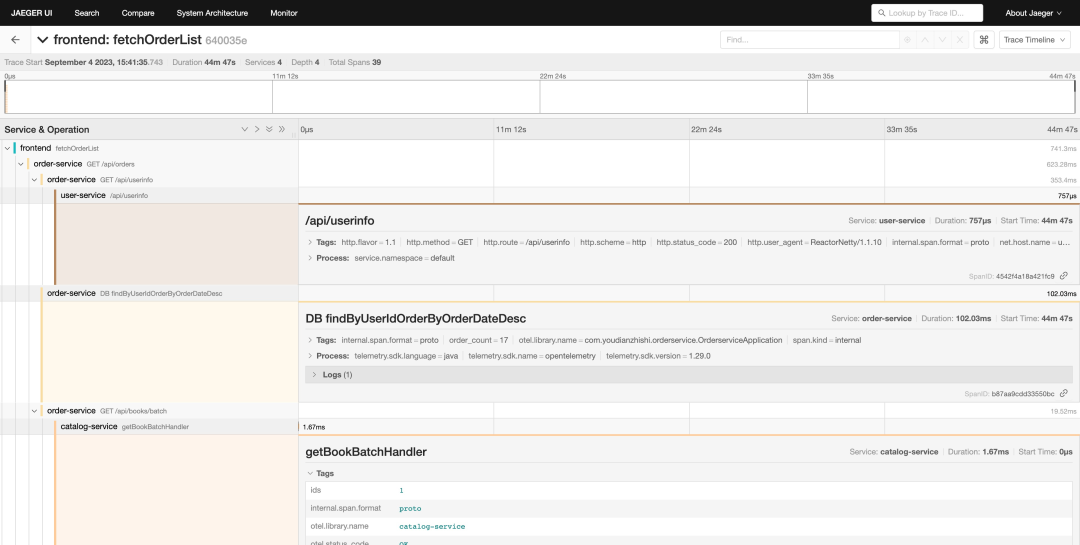 JAEGER UI Search Compare System Architecture Monitor Lookup by Trace ID... About Jaeger
frontend: fetchOrderList 640035e Find... Trace Timeline
Trace Start September 4 2023, 15:41:35.743 Duration 44m 47s Services 4 Depth 4 Total Spans 39
0μs 11m 12s 22m 24s 33m 35s 44m 47s
Service & Operation 0μs 11m 12s 22m 24s 33m 35s 44m 47s
frontend fetchOrderList 741.3ms
order-service GET /api/orders 623.28ms
order-service GET /api/userinfo 353.4ms
user-service /api/userinfo 757μs
/api/userinfo Service: user-service Duration: 757μs Start Time: 44m 47s
Tags: http.flavor = 1.1 http.method = GET http.route = /api/userinfo http.scheme = http http.status_code = 200 http.user_agent = ReactorNetty/1.1.10 internal.span.format = proto net.host.name = u...
Process: service.namespace = default
SpanID: 4542f4a18a421fc9
order-service DB findByUserIdOrderByOrderDateDesc 102.03ms
DB findByUserIdOrderByOrderDateDesc Service: order-service Duration: 102.03ms Start Time: 44m 47s
Tags: internal.span.format = proto order_count = 17 otel.library.name = com.youdianzhishi.orderservice.OrderserviceApplication span.kind = internal
Process: telemetry.sdk.language = java telemetry.sdk.name = opentelemetry telemetry.sdk.version = 1.29.0
Logs (1)
SpanID: b87aa9cdd33550bc
order-service GET /api/books/batch 19.52ms
catalog-service getBookBatchHandler 1.67ms
getBookBatchHandler Service: catalog-service Duration: 1.67ms Start Time: 0μs
Tags
ids 1
internal.span.format proto
otel.library.name catalog-service
otel.status_code OK